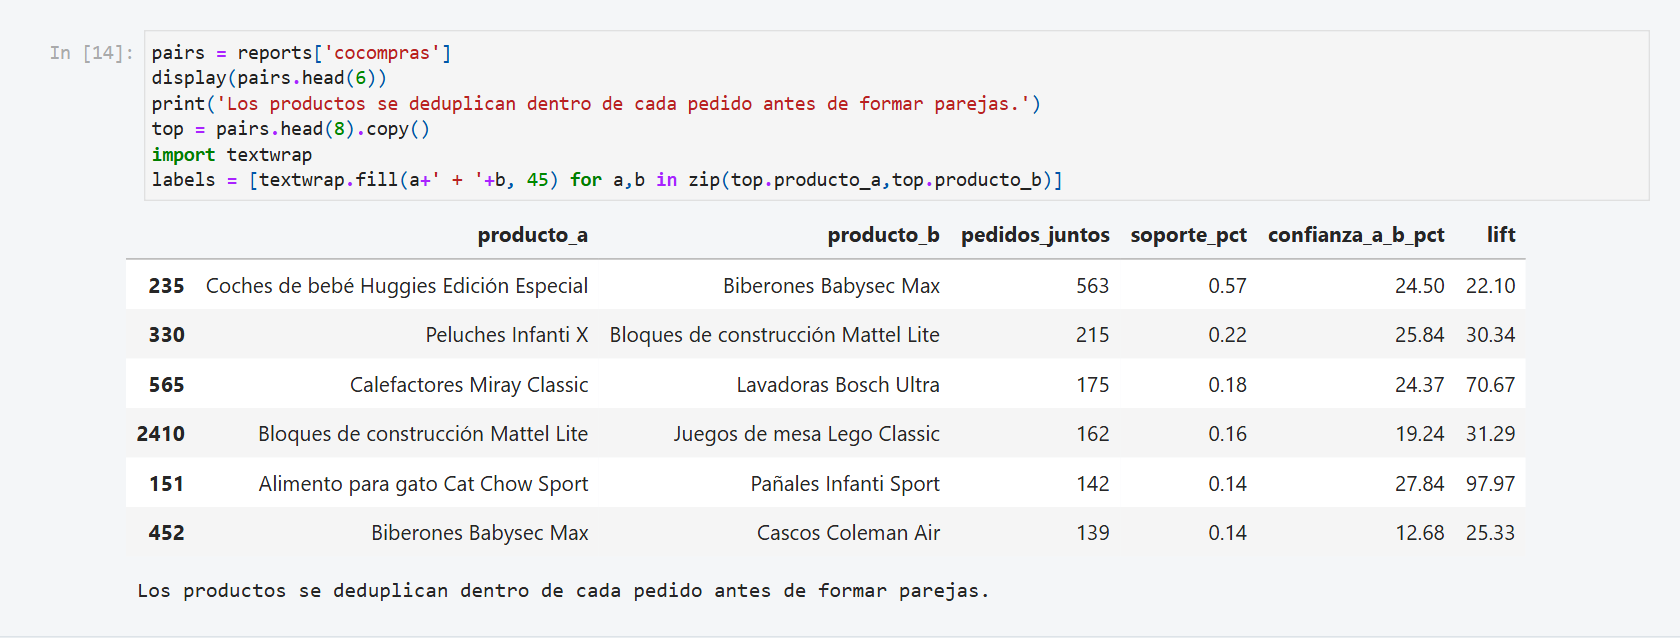 In [14]: pairs = reports['cocompras']
display(pairs.head(6))
print('Los productos se deduplican dentro de cada pedido antes de formar parejas.')
top = pairs.head(8).copy()
import textwrap
labels = [textwrap.fill(a+' + '+b, 45) for a,b in zip(top.producto_a,top.producto_b)]
producto_a producto_b pedidos_juntos soporte_pct confianza_a_b_pct lift
235 Coches de bebé Huggies Edición Especial Biberones Babysec Max 563 0.57 24.50 22.10
330 Peluches Infanti X Bloques de construcción Mattel Lite 215 0.22 25.84 30.34
565 Calefactores Miray Classic Lavadoras Bosch Ultra 175 0.18 24.37 70.67
2410 Bloques de construcción Mattel Lite Juegos de mesa Lego Classic 162 0.16 19.24 31.29
151 Alimento para gato Cat Chow Sport Pañales Infanti Sport 142 0.14 27.84 97.97
452 Biberones Babysec Max Cascos Coleman Air 139 0.14 12.68 25.33
Los productos se deduplican dentro de cada pedido antes de formar parejas.